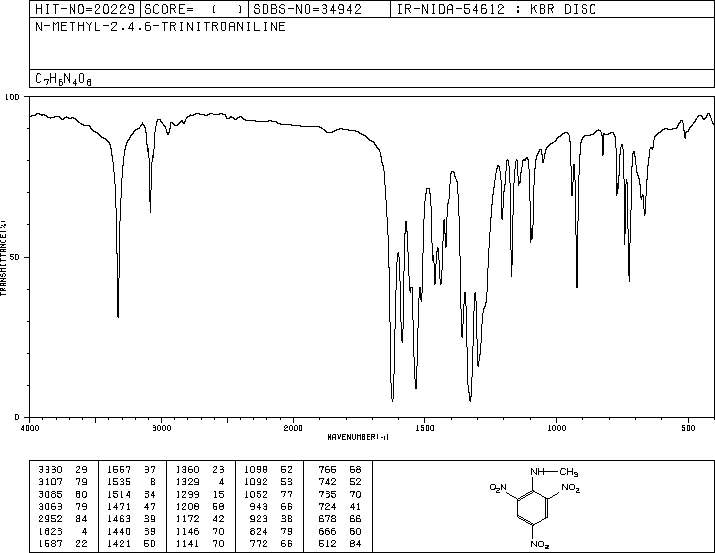 HIT-NO=20229 SCORE= ( ) SDBS-NO=34942 IR-NIDA-54612 : KBR DISC
N-METHYL-2.4.6-TRINITROANILINE
C7H6N4O6
100
50
0
TRANSMITTANCE(%)
4000 3000 2000 1500 1000 500
WAVENUMBER(-1)
3330 29 1567 37 1360 23 1098 52 766 68
3107 79 1535 8 1329 4 1092 53 742 52
3085 60 1514 34 1299 15 1052 77 735 70
3063 79 1471 47 1208 58 943 66 724 41
2952 84 1463 39 1172 42 923 38 678 66
1623 4 1440 39 1146 70 824 79 666 60
1587 22 1421 50 1141 70 772 66 512 84
NH CH3
O2N NO2
NO2